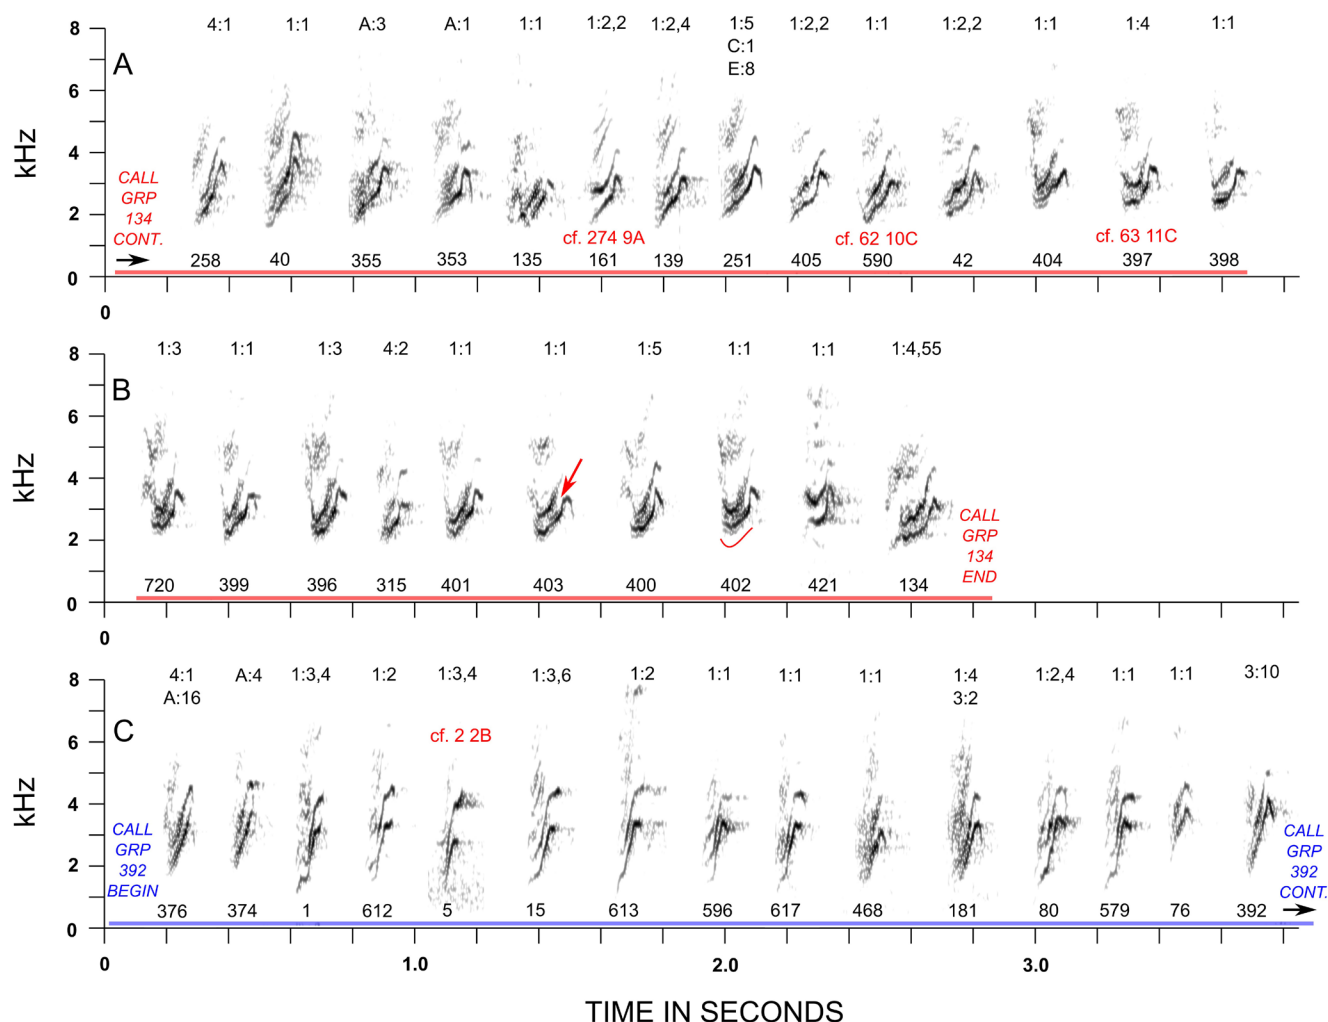 4:1 1:1 A:3 A:1 1:1 1:2,2 1:2,4 1:5 1:2,2 1:1 1:2,2 1:1 1:4 1:1
C:1
E:8
A
8
6
4
2
0
kHz
CALL
GRP
134
CONT.
cf. 274 9A cf. 62 10C cf. 63 11C
258 40 355 353 135 161 139 251 405 590 42 404 397 398
0
1:3 1:1 1:3 4:2 1:1 1:1 1:5 1:1 1:1 1:4,55
B
8
6
4
2
0
kHz
CALL
GRP
134
END
720 399 396 315 401 403 400 402 421 134
0
4:1 A:4 1:3,4 1:2 1:3,4 1:3,6 1:2 1:1 1:1 1:1 1:4 1:2,4 1:1 1:1 3:10
A:16 3:2
C
cf. 2 2B
8
6
4
2
0
kHz
CALL
GRP
392
BEGIN
CALL
GRP
392
CONT.
376 374 1 612 5 15 613 596 617 468 181 80 579 76 392
0 1.0 2.0 3.0
TIME IN SECONDS